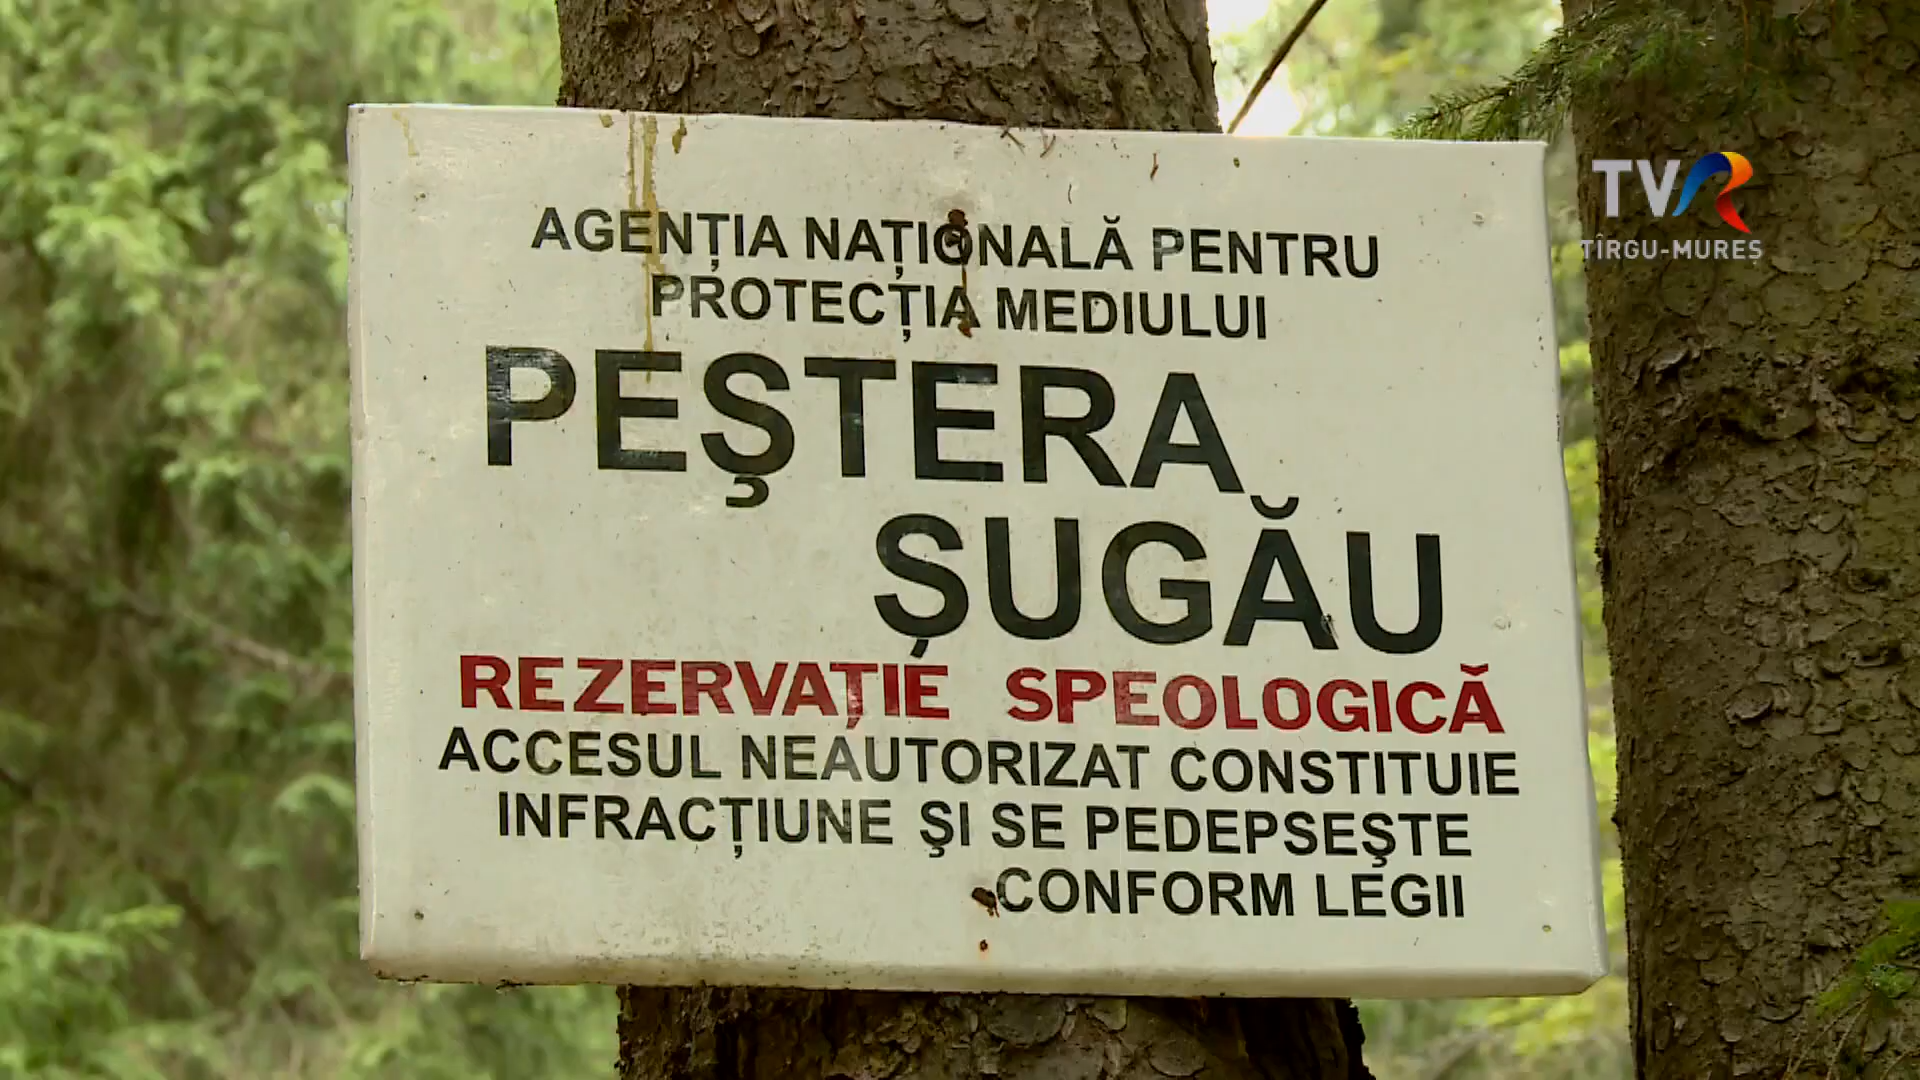 AGENȚIA NAȚIONALĂ PENTRU
PROTECȚIA MEDIULUI
PEŞTERA
ȘUGĂU
REZERVAȚIE SPEOLOGICĂ
ACCESUL NEAUTORIZAT CONSTITUIE
INFRACȚIUNE ŞI SE PEDEPSEŞTE
CONFORM LEGII
TVR
TÎRGU-MUREȘ